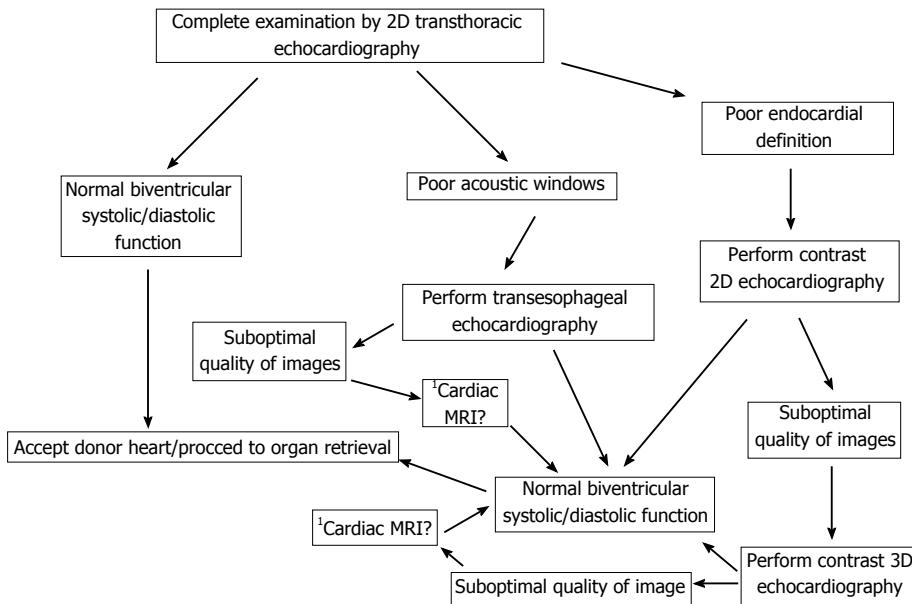 Complete examination by 2D transthoracic
echocardiography
Poor endocardial
definition
Normal biventricular
systolic/diastolic
function
Poor acoustic windows
Perform contrast
2D echocardiography
Perform transesophageal
echocardiography
Suboptimal
quality of images
¹Cardiac
MRI?
Suboptimal
quality of images
Accept donor heart/procced to organ retrieval
Normal biventricular
systolic/diastolic function
¹Cardiac MRI?
Perform contrast 3D
echocardiography
Suboptimal quality of image